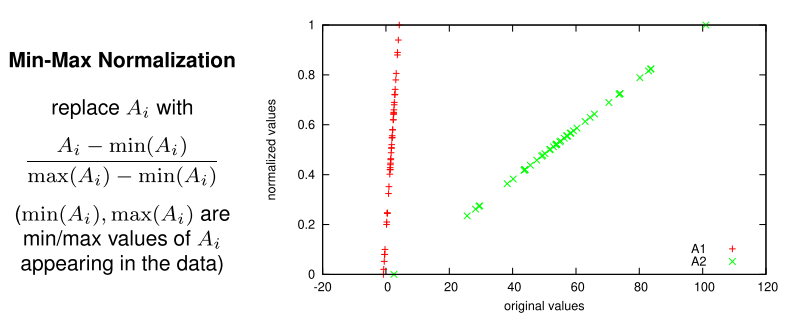 Min-Max Normalization
replace A_i with
A_i − min(A_i)
max(A_i) − min(A_i)
(min(A_i), max(A_i) are
min/max values of A_i
appearing in the data)
normalized values
1
0.8
0.6
0.4
0.2
0
-20 0 20 40 60 80 100 120
original values
A1
A2